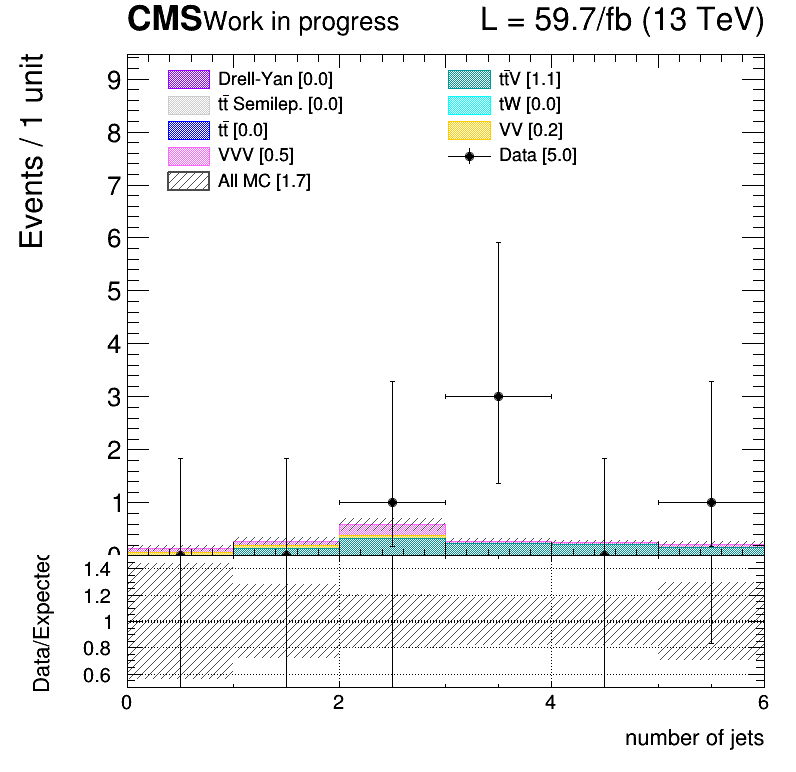 CMS Work in progress L = 59.7/fb (13 TeV)
Events / 1 unit
9
8
7
6
5
4
3
2
1
0
Drell-Yan [0.0]
tt̄ Semilep. [0.0]
tt̄ [0.0]
VVV [0.5]
All MC [1.7]
tt̄V [1.1]
tW [0.0]
VV [0.2]
Data [5.0]
Data/Expected
1.4
1.2
1
0.8
0.6
0 2 4 6
number of jets